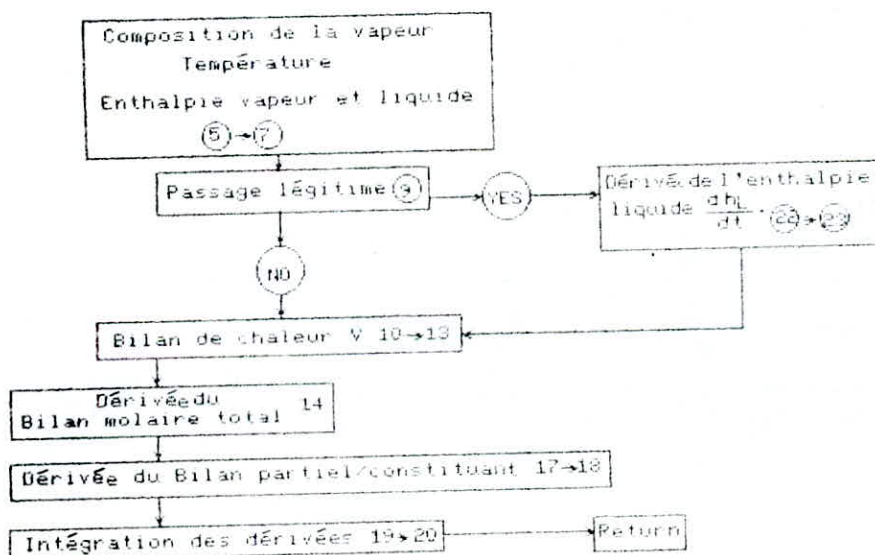 Composition de la vapeur
Température
Enthalpie vapeur et liquide
5→7
Passage légitime 9
YES
Dérivée de l'enthalpie
liquide dh_L/dt · 22→23
NO
Bilan de chaleur V 10→13
Dérivée du
Bilan molaire total 14
Dérivée du Bilan partiel/constituant 17→18
Intégration des dérivées 19→20
Return